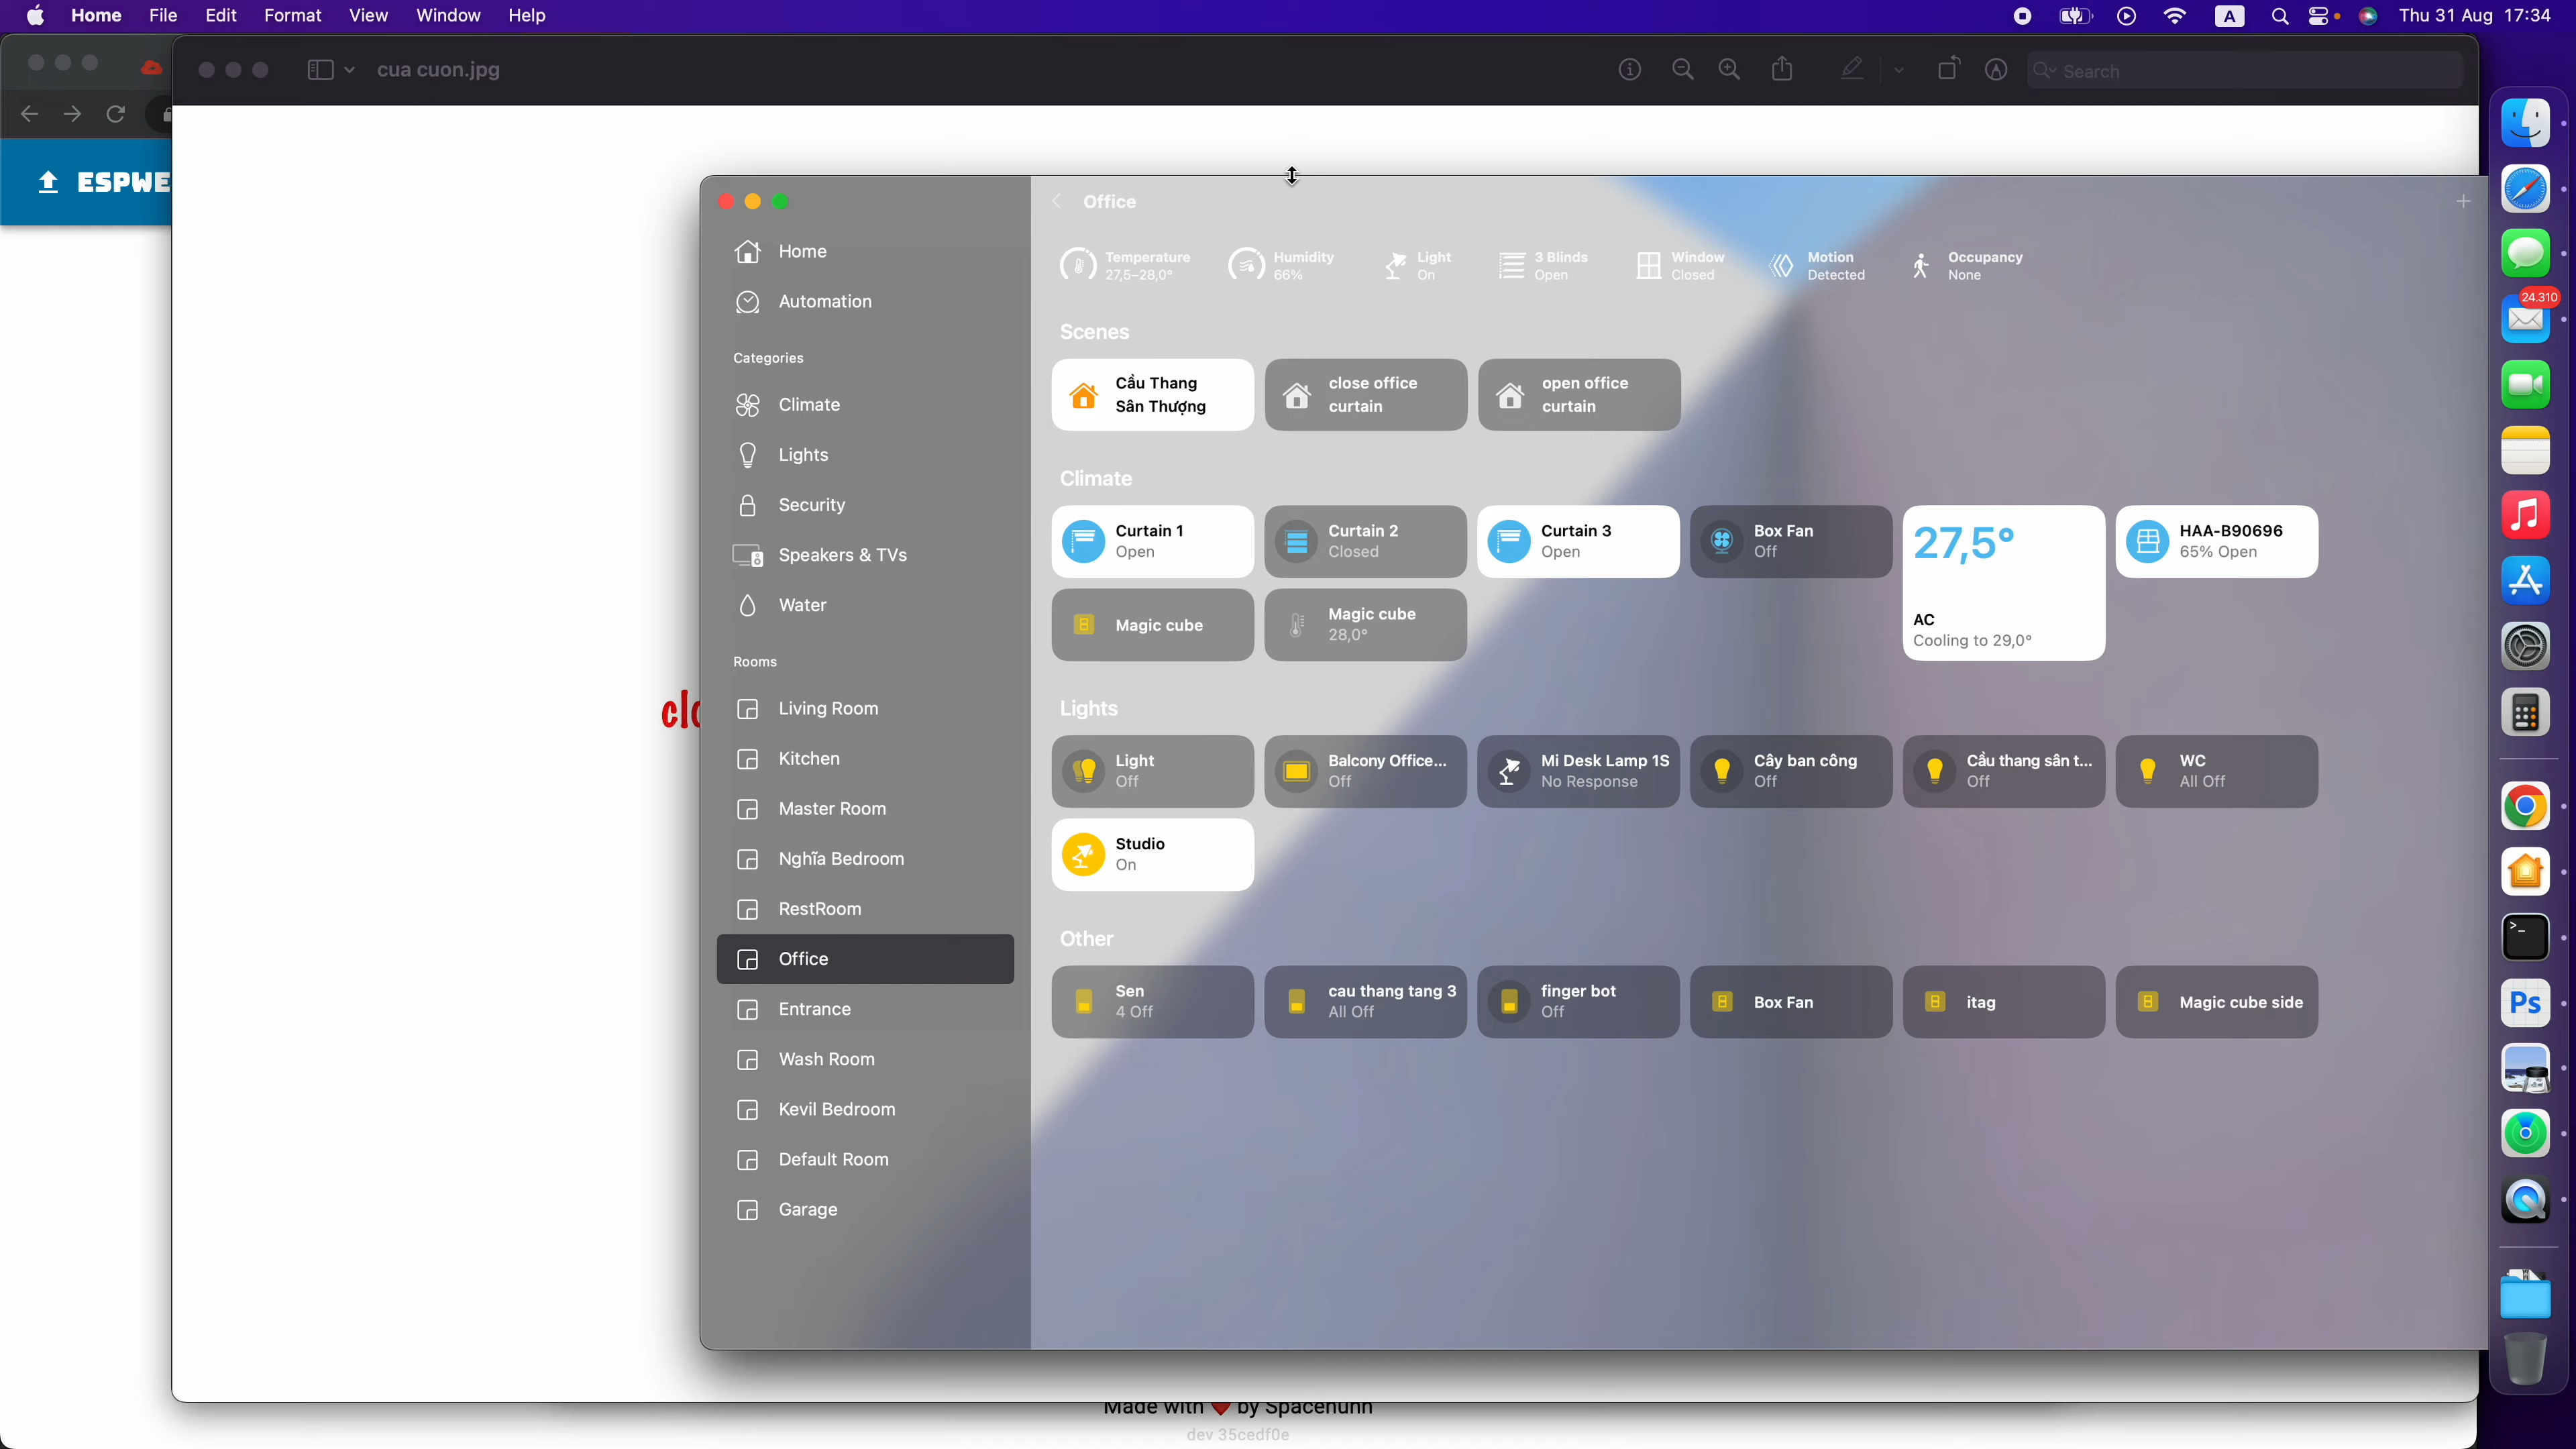 Home File Edit Format View Window Help
A
Thu 31 Aug 17:34
cua cuon.jpg
Search
ESPWE
24.310
Office
Home
Automation
Categories
Climate
Lights
Security
Speakers & TVs
Water
Rooms
Living Room
Kitchen
Master Room
Nghĩa Bedroom
RestRoom
Office
Entrance
Wash Room
Kevil Bedroom
Default Room
Garage
Temperature
27,5–28,0°
Humidity
66%
Light
On
3 Blinds
Open
Window
Closed
Motion
Detected
Occupancy
None
Scenes
Cầu Thang
Sân Thượng
close office
curtain
open office
curtain
Climate
Curtain 1
Open
Curtain 2
Closed
Curtain 3
Open
Box Fan
Off
27,5°
AC
Cooling to 29,0°
HAA-B90696
65% Open
Magic cube
Magic cube
28,0°
Lights
Light
Off
Balcony Office...
Off
Mi Desk Lamp 1S
No Response
Cây ban công
Off
Cầu thang sân t...
Off
WC
All Off
Studio
On
Other
Sen
4 Off
cau thang tang 3
All Off
finger bot
Off
Box Fan
itag
Magic cube side
clo
Ps
Made with ❤ by Spacehuhn
dev 35cedf0e